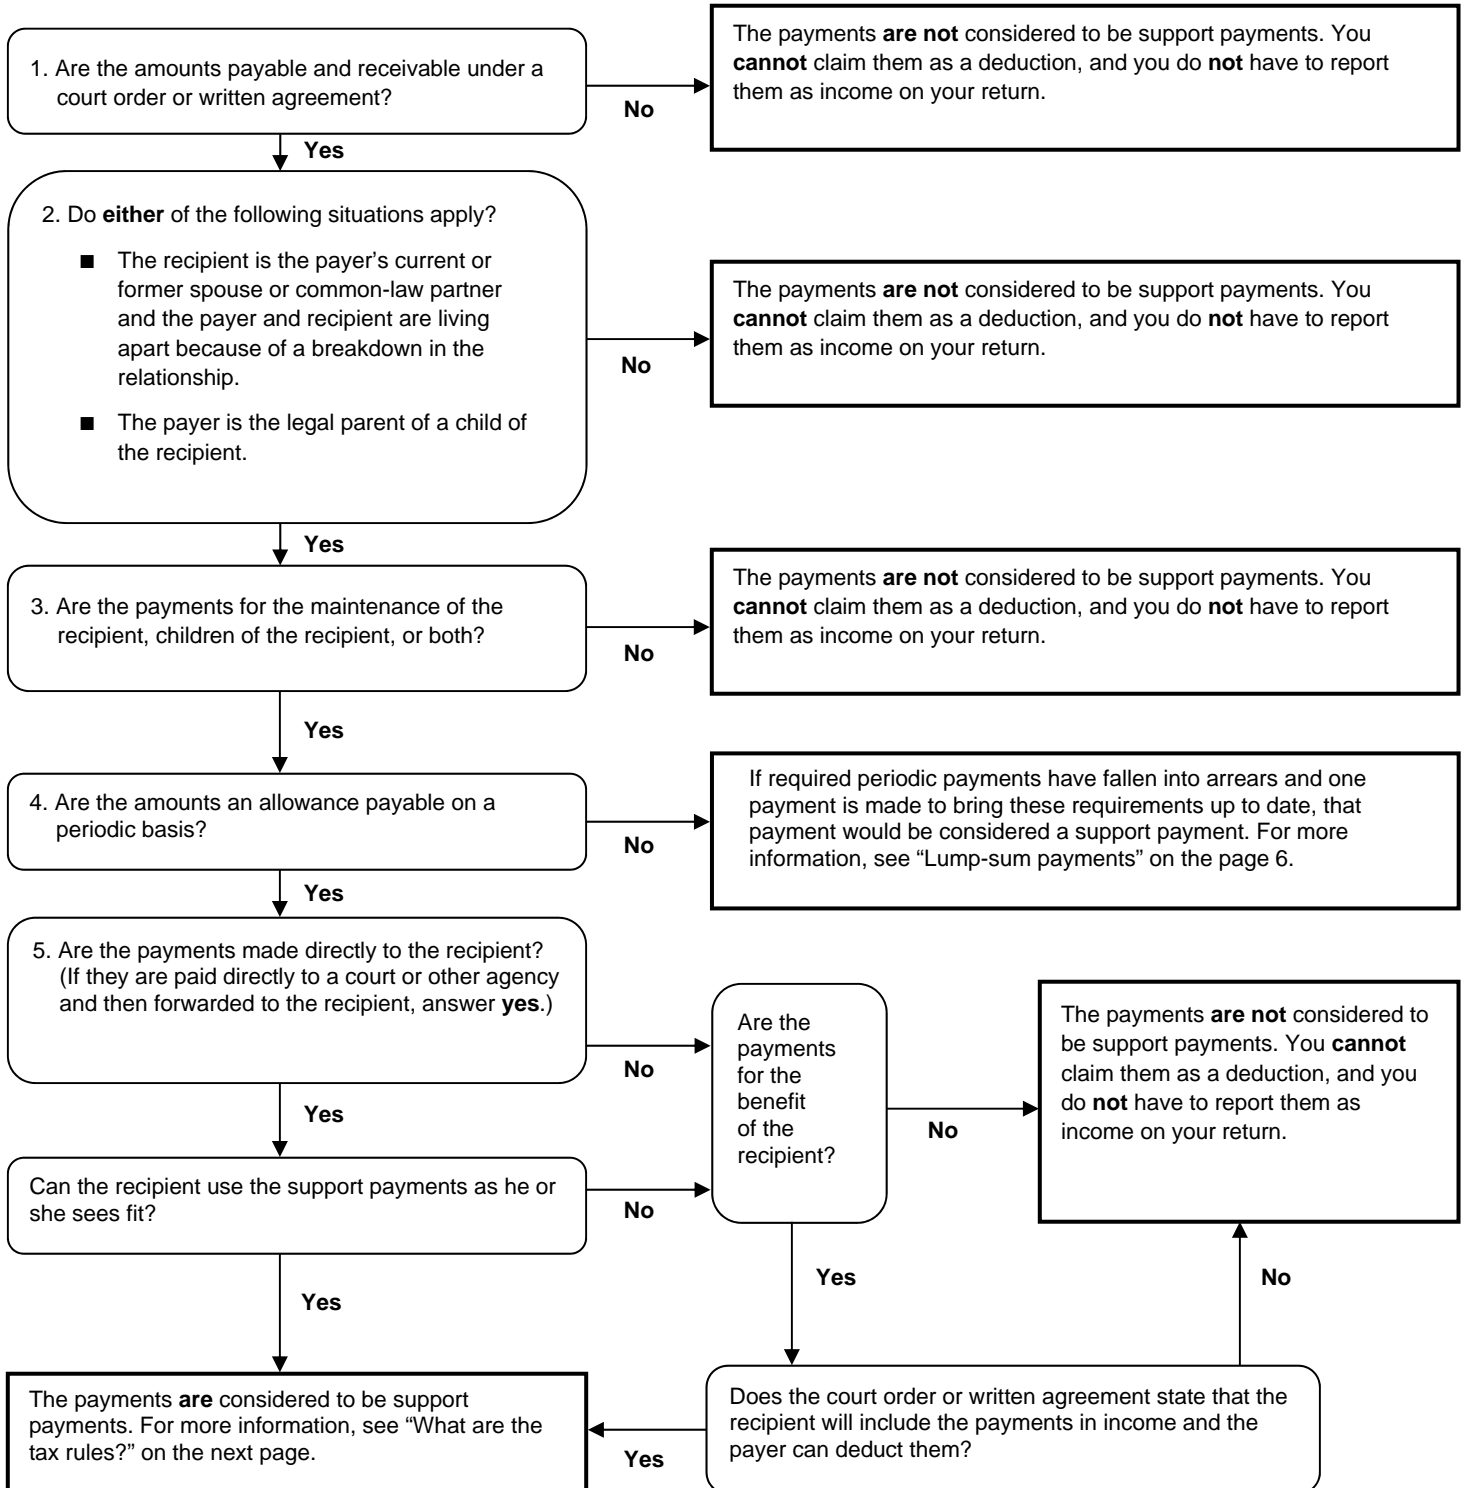 1. Are the amounts payable and receivable under a
court order or written agreement?
No
The payments are not considered to be support payments. You
cannot claim them as a deduction, and you do not have to report
them as income on your return.
Yes
2. Do either of the following situations apply?
■ The recipient is the payer’s current or
former spouse or common-law partner
and the payer and recipient are living
apart because of a breakdown in the
relationship.
■ The payer is the legal parent of a child of
the recipient.
No
The payments are not considered to be support payments. You
cannot claim them as a deduction, and you do not have to report
them as income on your return.
Yes
3. Are the payments for the maintenance of the
recipient, children of the recipient, or both?
No
The payments are not considered to be support payments. You
cannot claim them as a deduction, and you do not have to report
them as income on your return.
Yes
4. Are the amounts an allowance payable on a
periodic basis?
No
If required periodic payments have fallen into arrears and one
payment is made to bring these requirements up to date, that
payment would be considered a support payment. For more
information, see “Lump-sum payments” on the page 6.
Yes
5. Are the payments made directly to the recipient?
(If they are paid directly to a court or other agency
and then forwarded to the recipient, answer yes.)
No
Are the
payments
for the
benefit
of the
recipient?
No
The payments are not considered to
be support payments. You cannot
claim them as a deduction, and you
do not have to report them as
income on your return.
Yes
Can the recipient use the support payments as he or
she sees fit?
No
Yes
No
Yes
The payments are considered to be support
payments. For more information, see “What are the
tax rules?” on the next page.
Yes
Does the court order or written agreement state that the
recipient will include the payments in income and the
payer can deduct them?